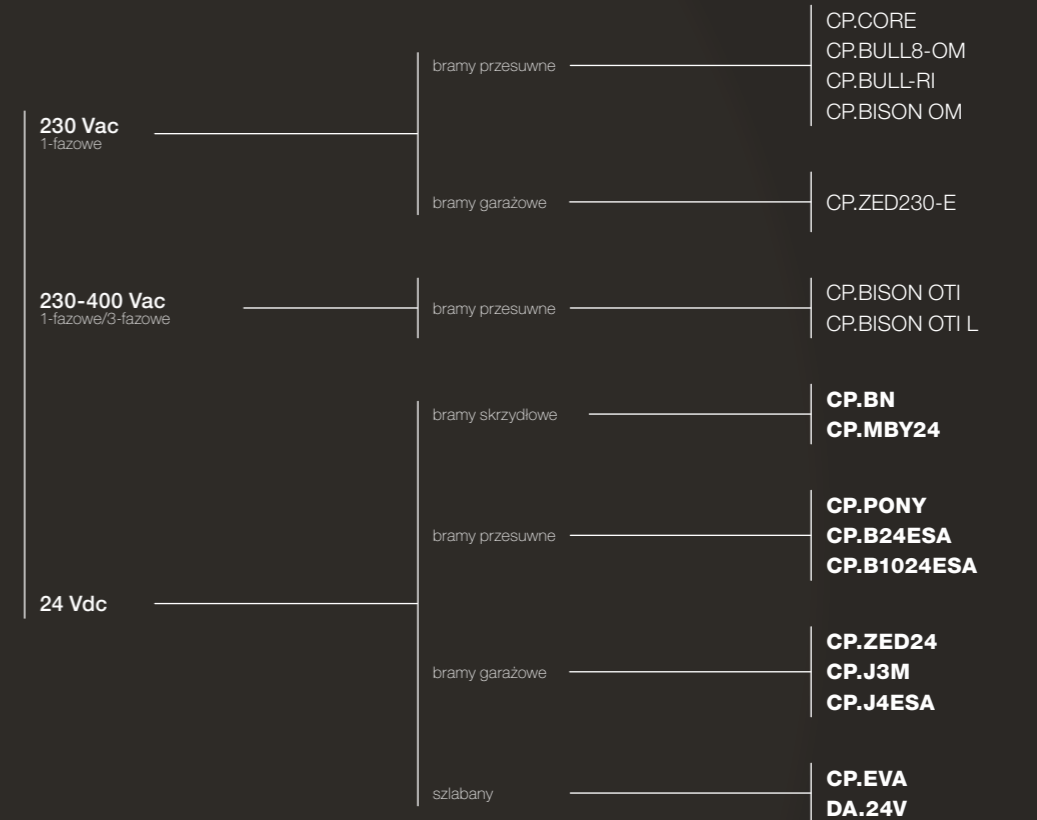 230 Vac
1-fazowe
bramy przesuwne
CP.CORE
CP.BULL8-OM
CP.BULL-RI
CP.BISON OM
bramy garażowe
CP.ZED230-E
230-400 Vac
1-fazowe/3-fazowe
bramy przesuwne
CP.BISON OTI
CP.BISON OTI L
24 Vdc
bramy skrzydłowe
CP.BN
CP.MBY24
bramy przesuwne
CP.PONY
CP.B24ESA
CP.B1024ESA
bramy garażowe
CP.ZED24
CP.J3M
CP.J4ESA
szlabany
CP.EVA
DA.24V